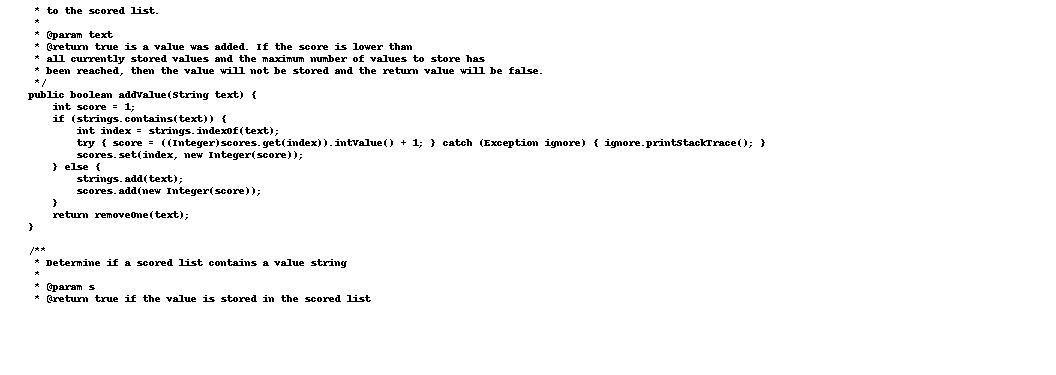 * to the scored list.
 *
 * @param text
 * @return true is a value was added. If the score is lower than
 * all currently stored values and the maximum number of values to store has
 * been reached, then the value will not be stored and the return value will be false.
 */
public boolean addValue(String text) {
    int score = 1;
    if (strings.contains(text)) {
        int index = strings.indexOf(text);
        try { score = ((Integer)scores.get(index)).intValue() + 1; } catch (Exception ignore) { ignore.printStackTrace(); }
        scores.set(index, new Integer(score));
    } else {
        strings.add(text);
        scores.add(new Integer(score));
    }
    return removeOne(text);
}

/**
 * Determine if a scored list contains a value string
 *
 * @param s
 * @return true if the value is stored in the scored list